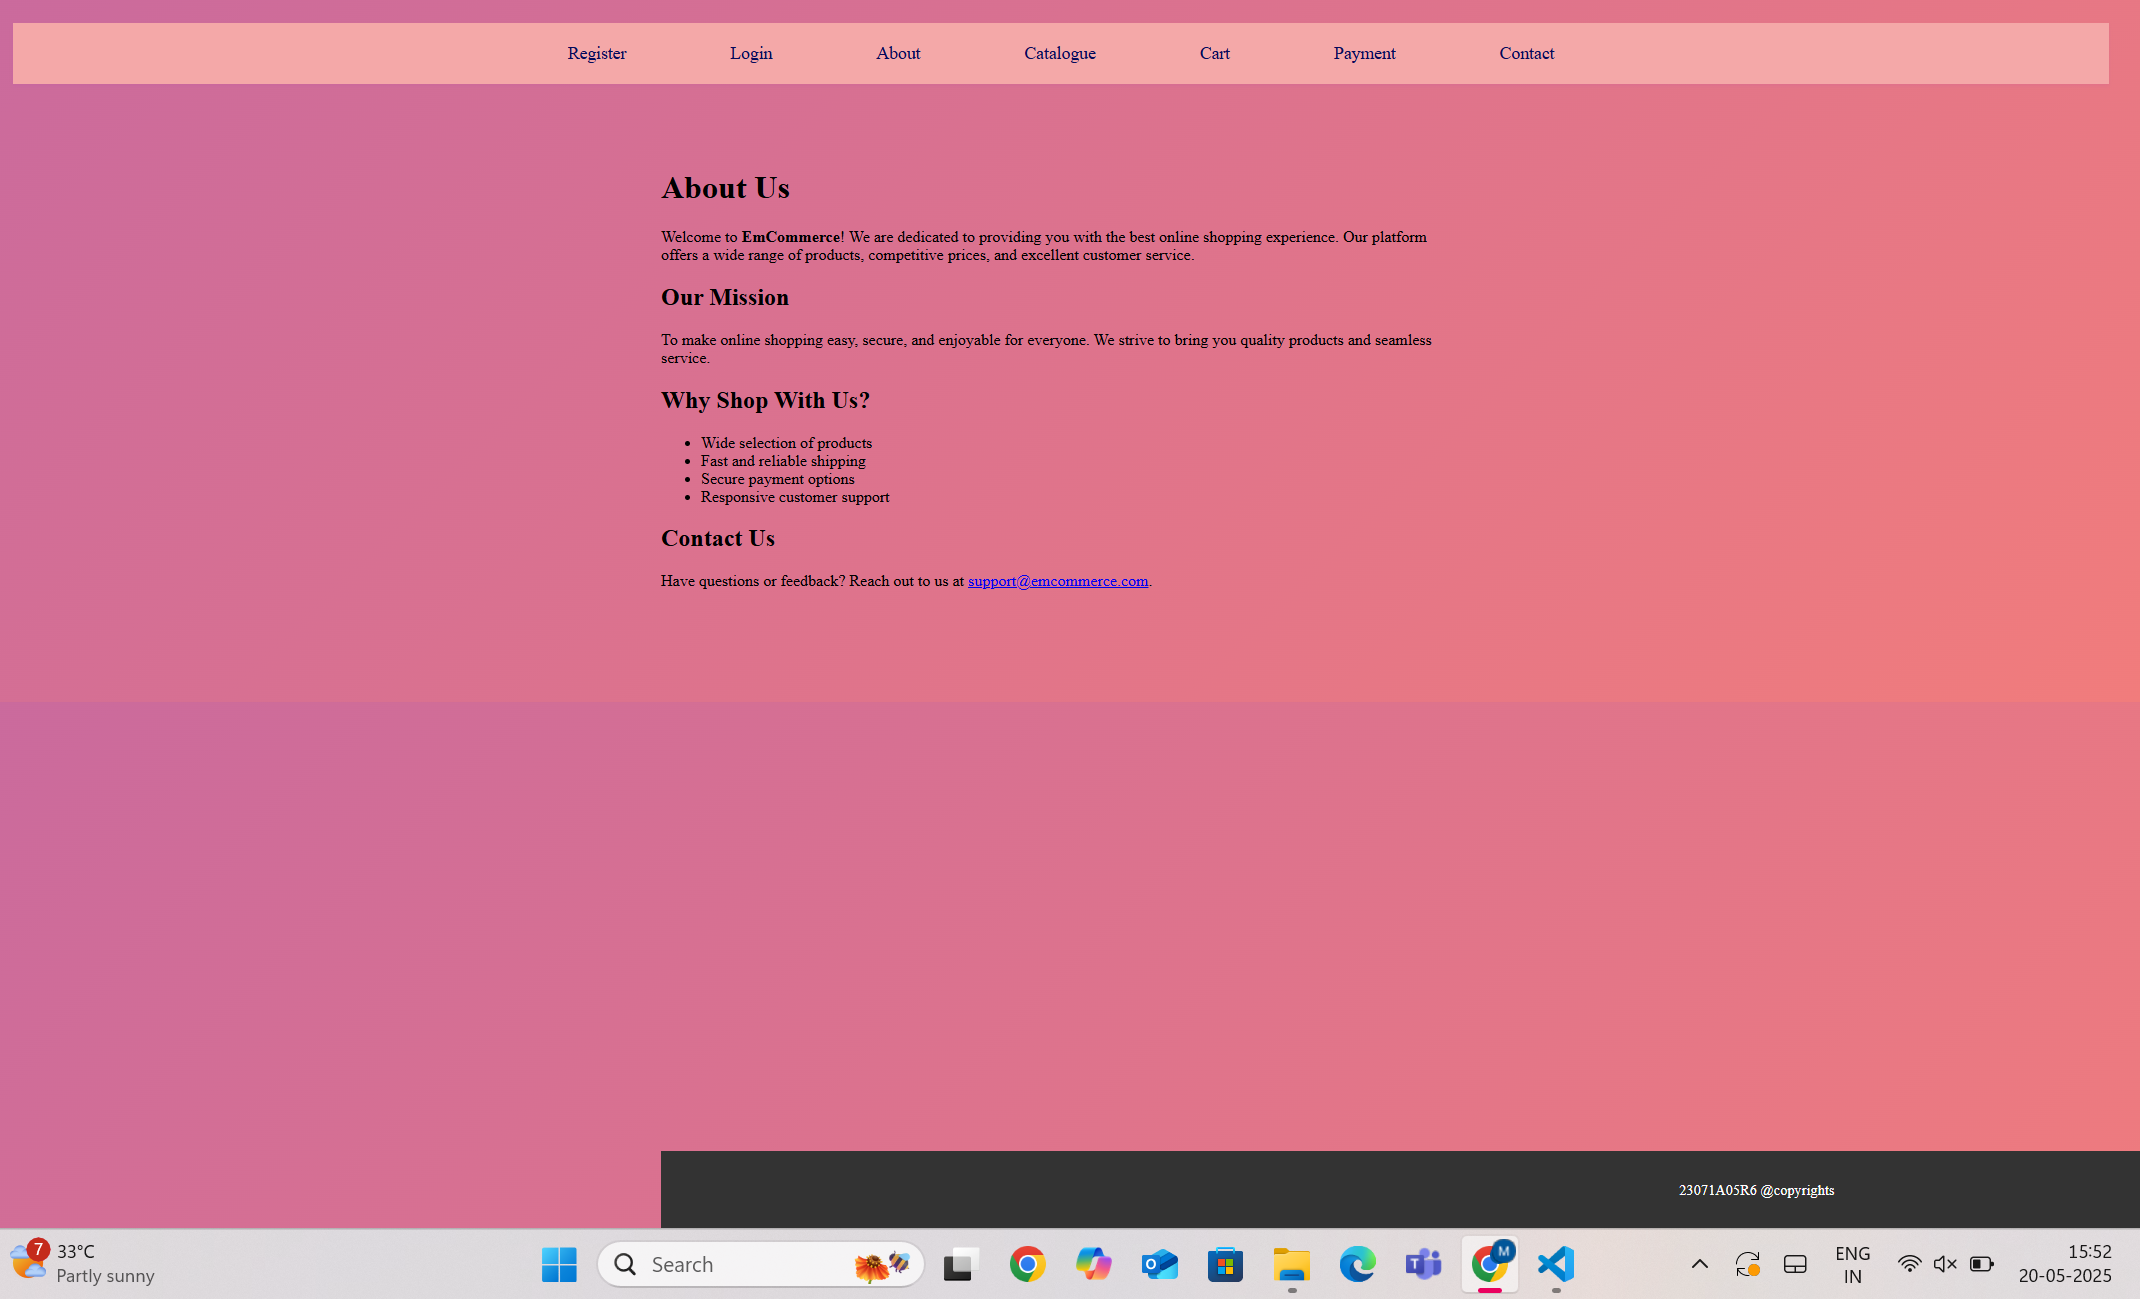 Register Login About Catalogue Cart Payment Contact
About Us
Welcome to EmCommerce! We are dedicated to providing you with the best online shopping experience. Our platform
offers a wide range of products, competitive prices, and excellent customer service.
Our Mission
To make online shopping easy, secure, and enjoyable for everyone. We strive to bring you quality products and seamless
service.
Why Shop With Us?
• Wide selection of products
• Fast and reliable shipping
• Secure payment options
• Responsive customer support
Contact Us
Have questions or feedback? Reach out to us at support@emcommerce.com.
23071A05R6 @copyrights
7
33°C
Partly sunny
Search
M
ENG
IN
15:52
20-05-2025